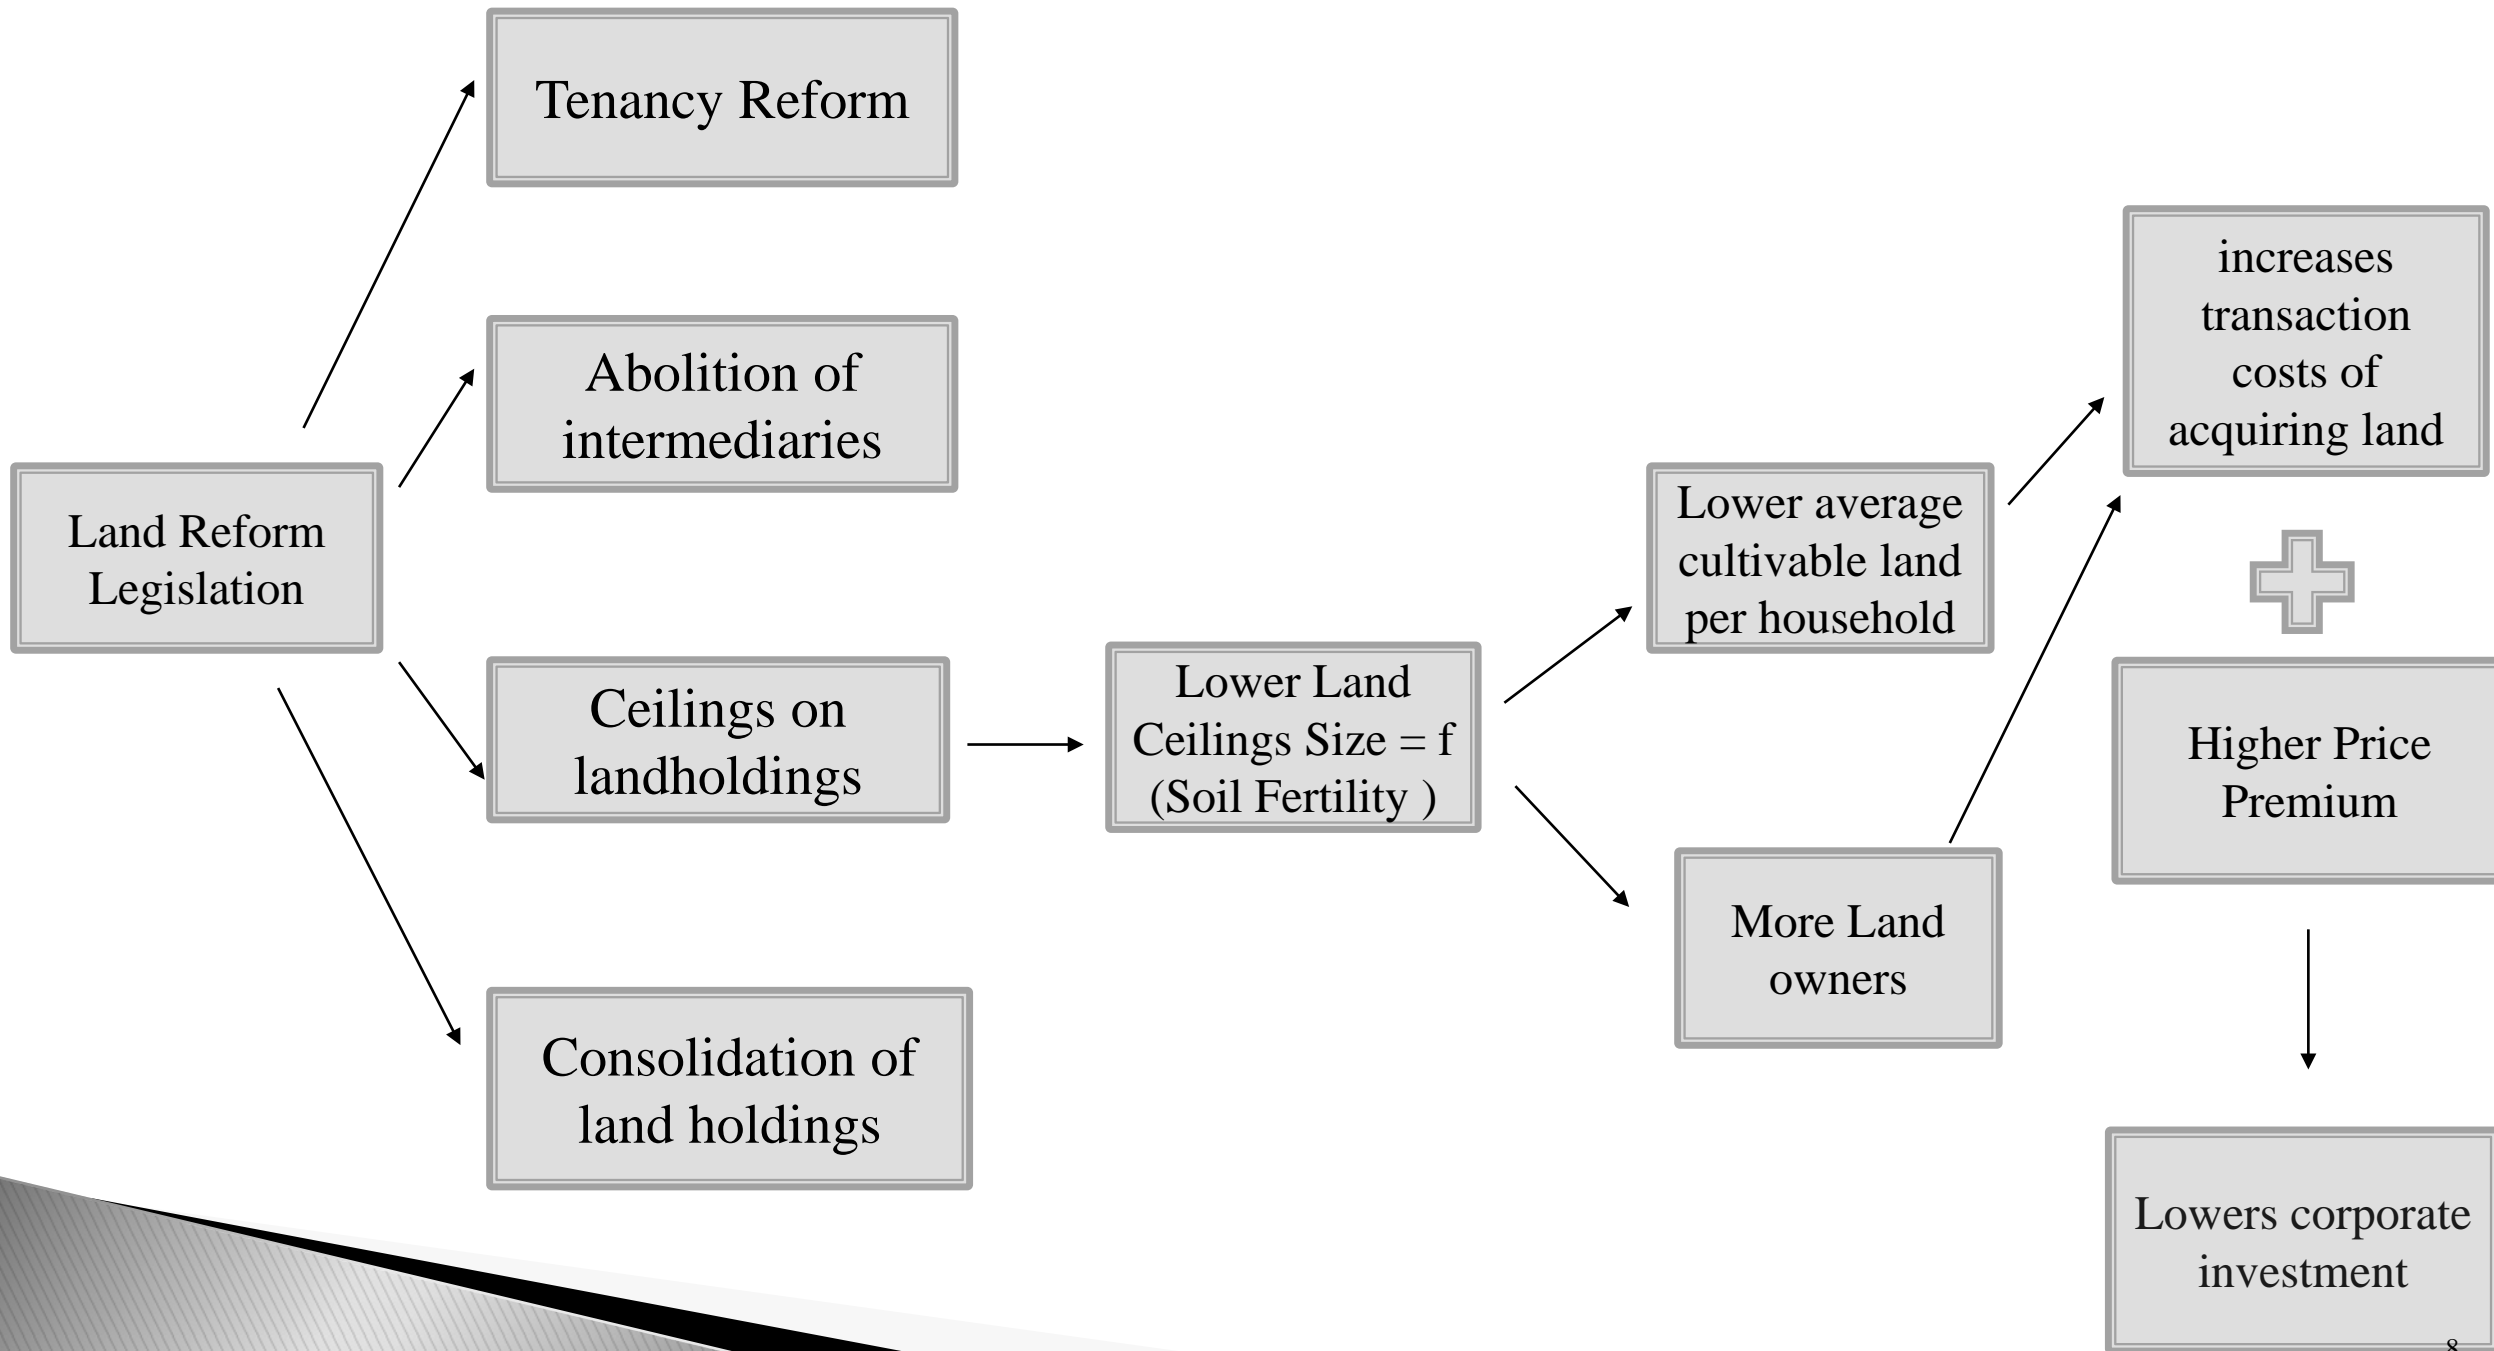 Tenancy Reform
Abolition of
intermediaries
Land Reform
Legislation
Ceilings on
landholdings
Consolidation of
land holdings
Lower Land
Ceilings Size = f
(Soil Fertility )
Lower average
cultivable land
per household
More Land
owners
increases
transaction
costs of
acquiring land
Higher Price
Premium
Lowers corporate
investment
8